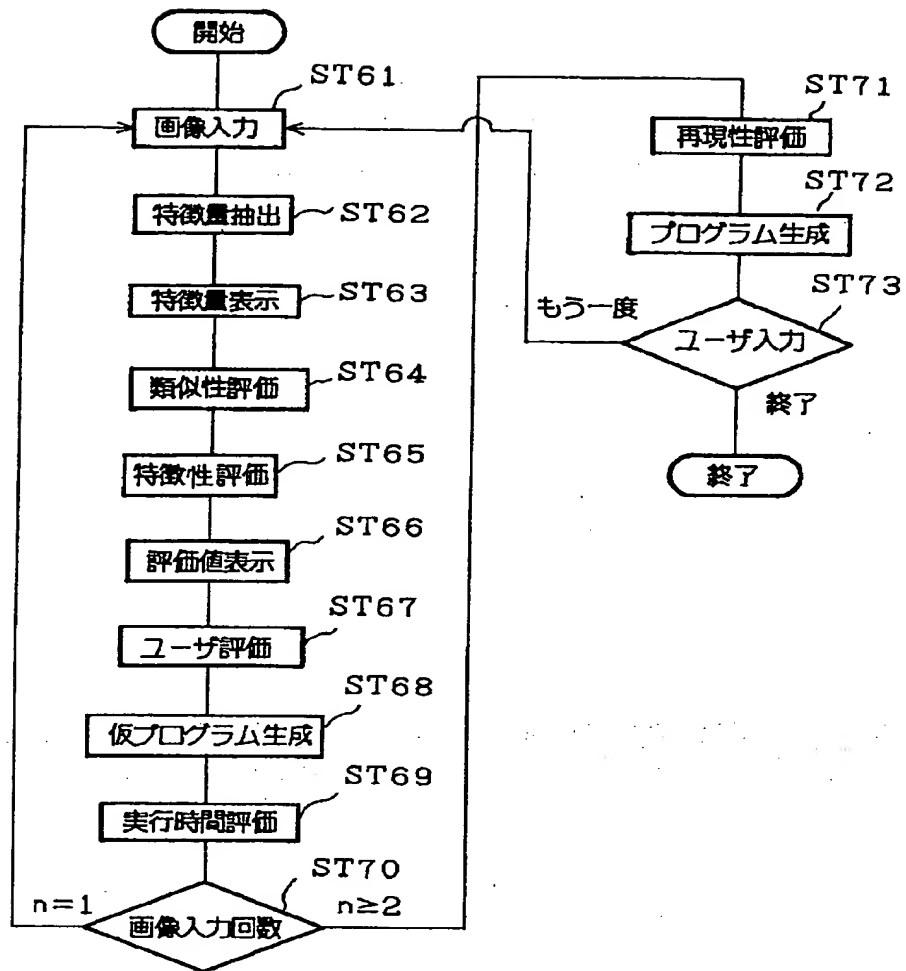 開始
ST61
画像入力
特徴量抽出
ST62
特徴量表示
ST63
類似性評価
ST64
特徴性評価
ST65
評価値表示
ST66
ユーザ評価
ST67
仮プログラム生成
ST68
実行時間評価
ST69
画像入力回数
ST70
n=1
n≥2
ST71
再現性評価
ST72
プログラム生成
ST73
ユーザ入力
もう一度
終了
終了